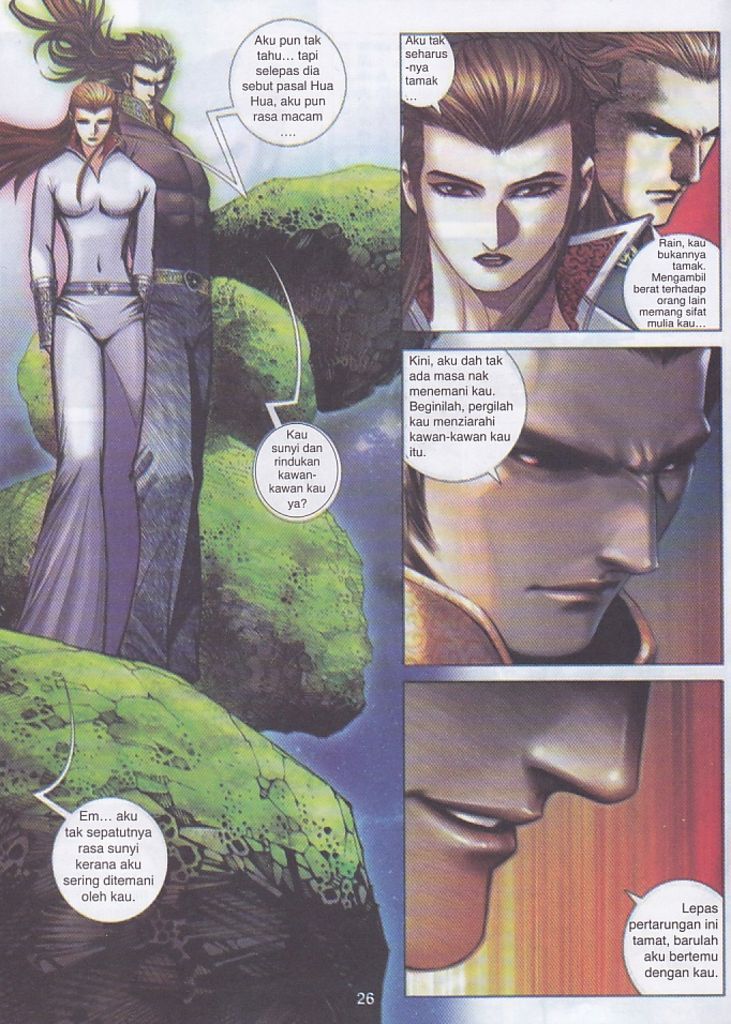 Aku pun tak
tahu... tapi
selepas dia
sebut pasal Hua
Hua, aku pun
rasa macam
....
Kau
sunyi dan
rindukan
kawan-
kawan kau
ya?
Em... aku
tak sepatutnya
rasa sunyi
kerana aku
sering ditemani
oleh kau.
Aku tak
seharus
-nya
tamak
...
Rain, kau
bukannya
tamak.
Mengambil
berat terhadap
orang lain
memang sifat
mulia kau...
Kini, aku dah tak
ada masa nak
menemani kau.
Beginilah, pergilah
kau menziarahi
kawan-kawan kau
itu.
Lepas
pertarungan ini
tamat, barulah
aku bertemu
dengan kau.
26